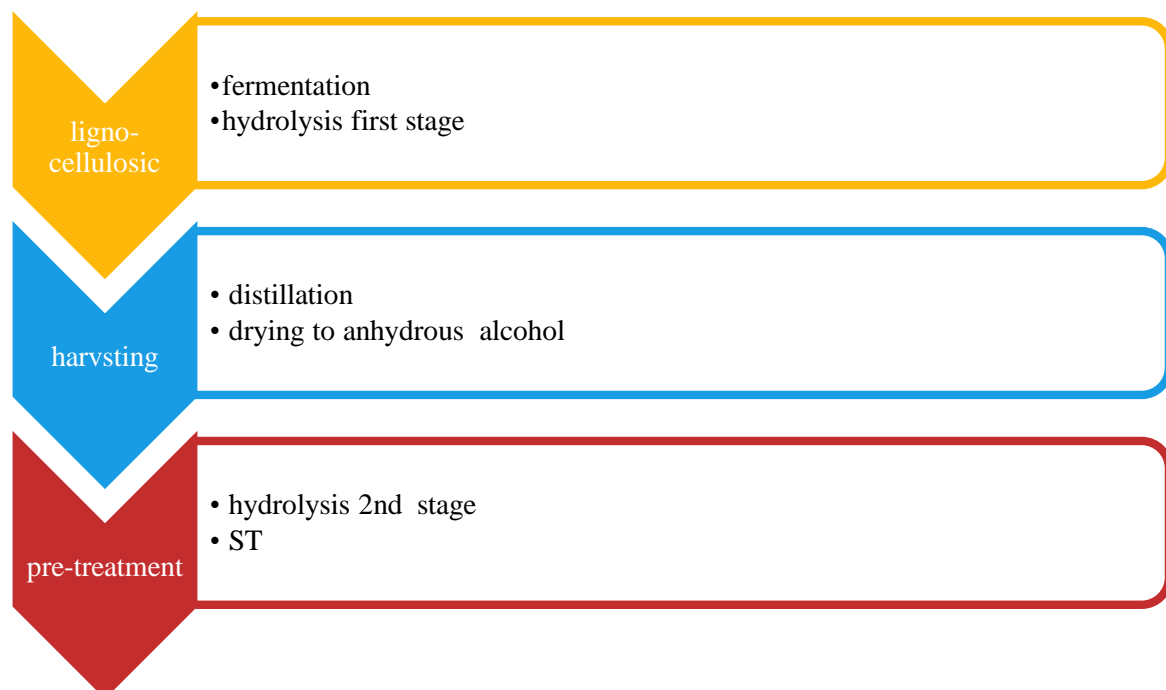 ligno-
cellulosic
•fermentation
•hydrolysis first stage
harvsting
• distillation
• drying to anhydrous alcohol
pre-treatment
• hydrolysis 2nd stage
• ST